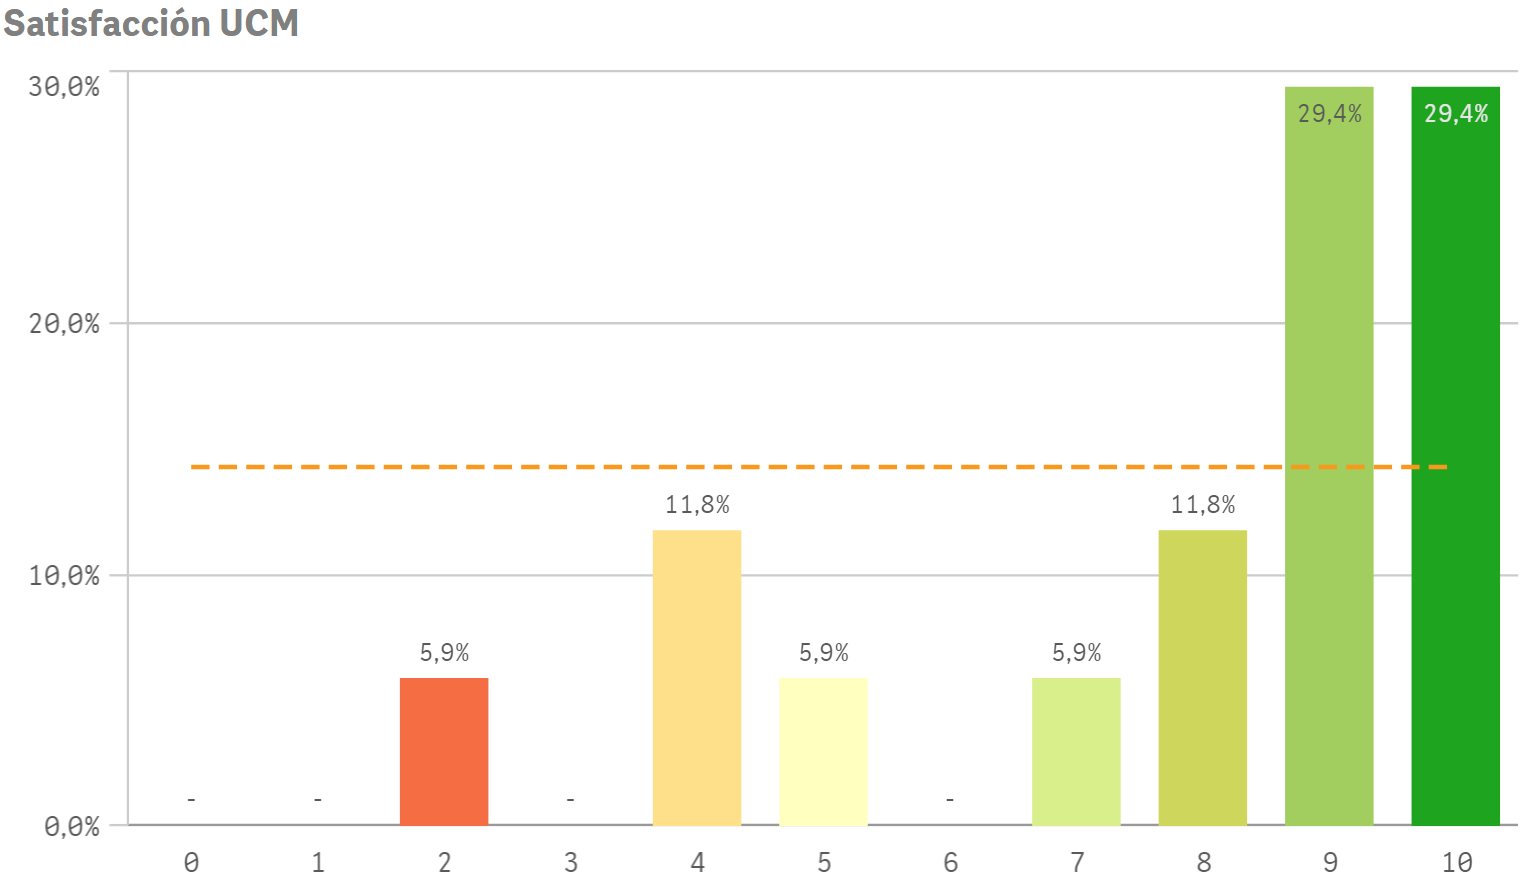 Satisfacción UCM
30,0%
20,0%
10,0%
0,0%
- - 5,9% - 11,8% 5,9% - 5,9% 11,8% 29,4% 29,4%
0 1 2 3 4 5 6 7 8 9 10